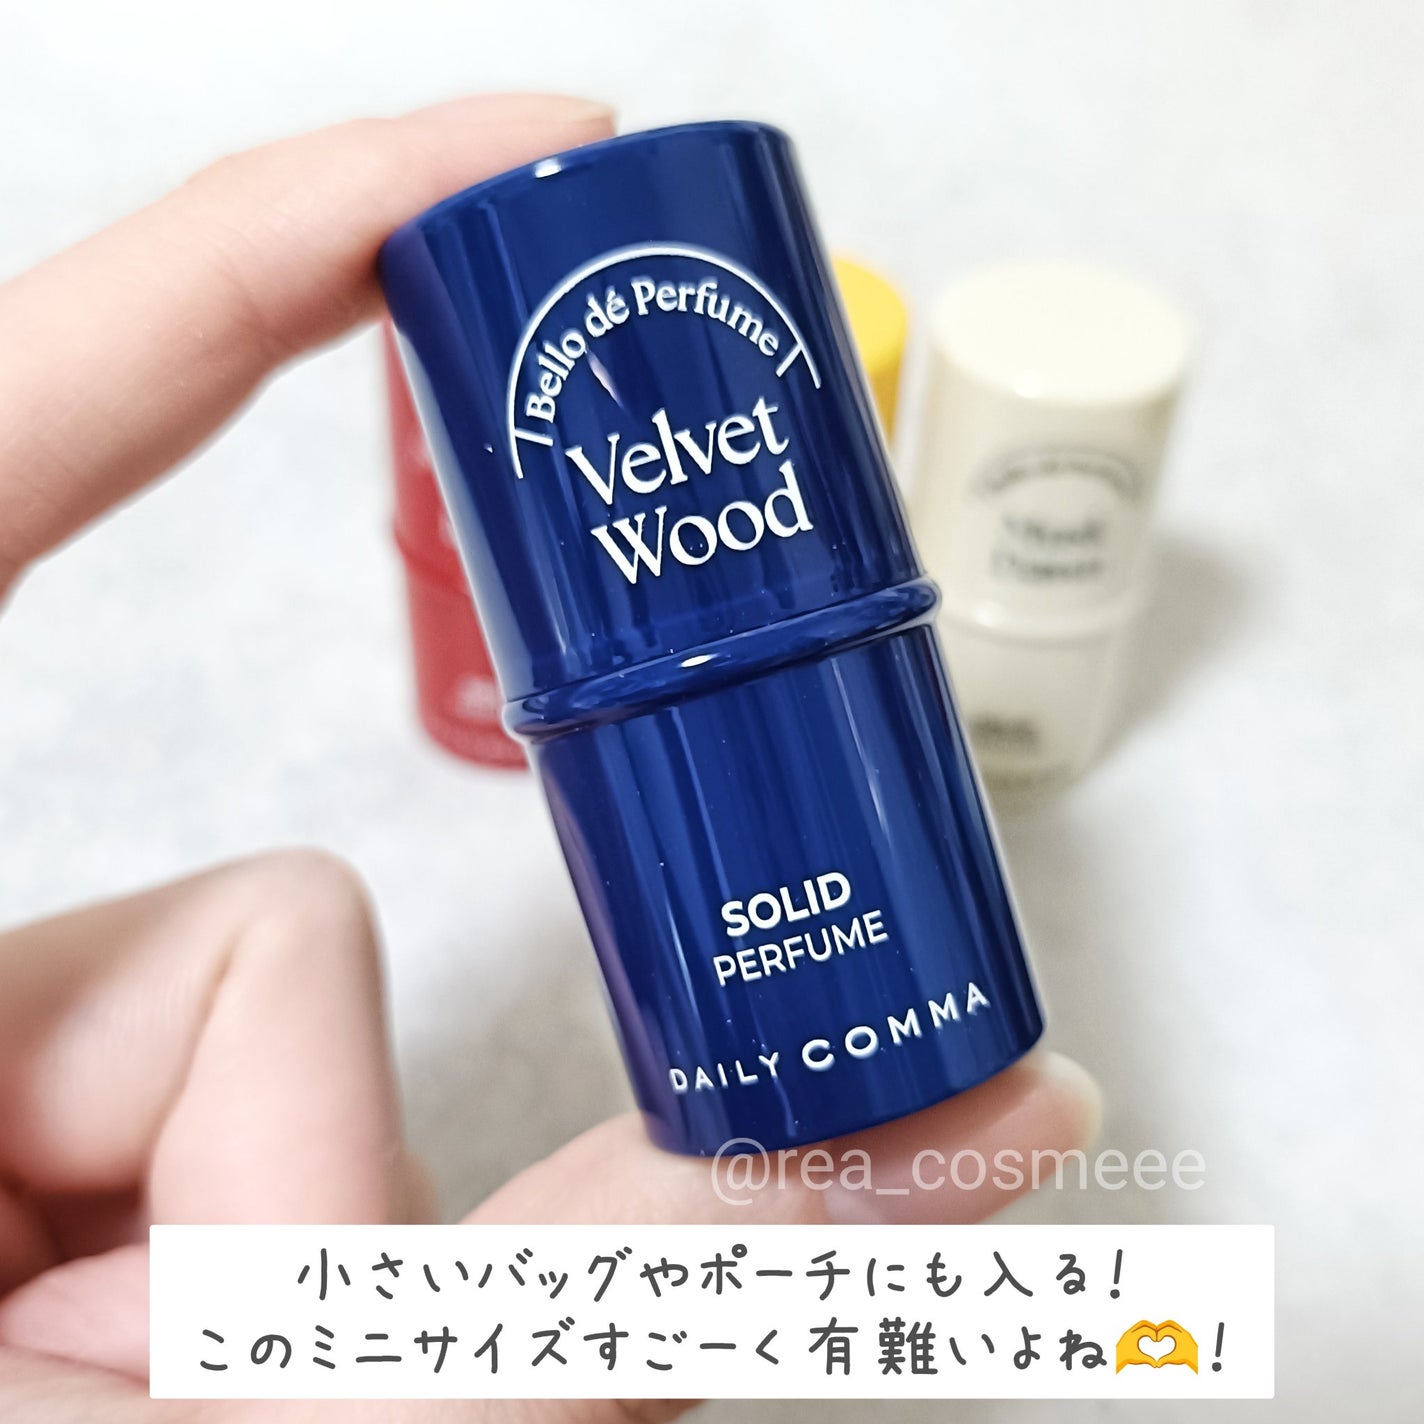 Bello dé Perfume
Velvet
Wood
SOLID
PERFUME
DAILY COMMA
@rea_cosmeee
小さいバッグやポーチにも入る！
このミニサイズすごーく有難いよね🫶！